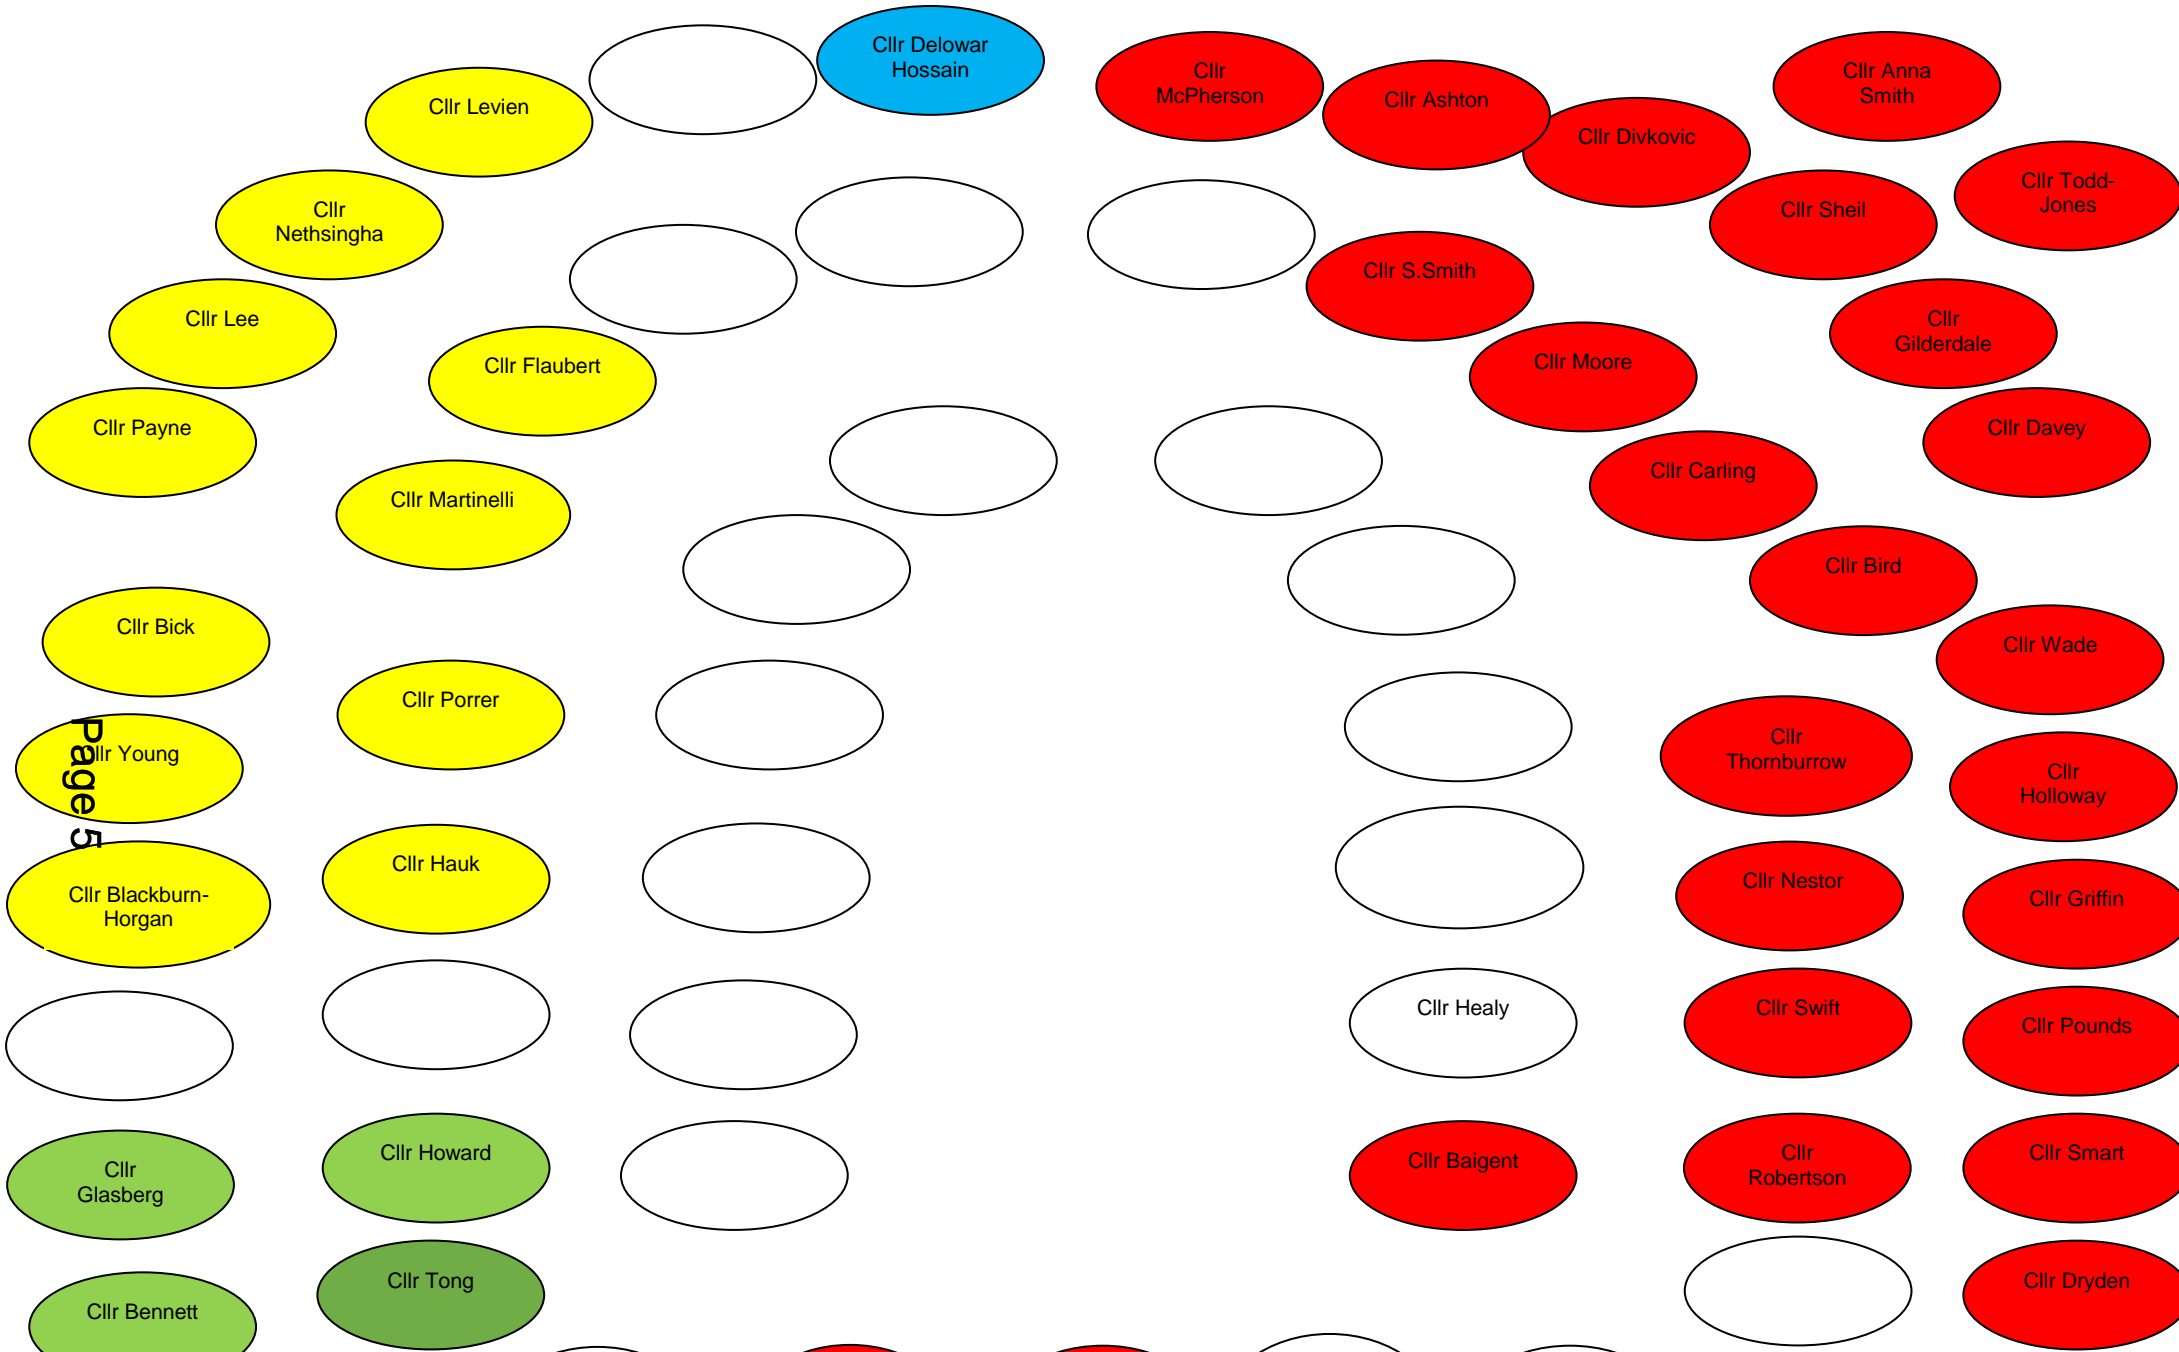 Cllr Delowar
Hossain
Cllr
McPherson
Cllr Anna
Smith
Cllr Levien
Cllr Ashton
Cllr Divkovic
Cllr Todd-
Jones
Cllr
Nethsingha
Cllr Sheil
Cllr S.Smith
Cllr Lee
Cllr
Gilderdale
Cllr Flaubert
Cllr Moore
Cllr Payne
Cllr Davey
Cllr Martinelli
Cllr Carling
Cllr Bird
Cllr Bick
Cllr Wade
Cllr Porrer
Cllr Young
Page 5
Cllr
Thornburrow
Cllr
Holloway
Cllr Blackburn-
Horgan
Cllr Hauk
Cllr Nestor
Cllr Griffin
Cllr Healy
Cllr Swift
Cllr Pounds
Cllr
Glasberg
Cllr Howard
Cllr Baigent
Cllr
Robertson
Cllr Smart
Cllr Bennett
Cllr Tong
Cllr Dryden